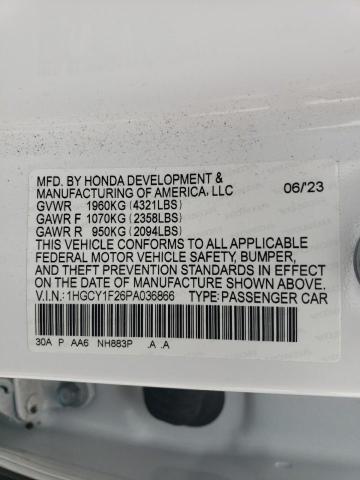 MFD. BY HONDA DEVELOPMENT &
MANUFACTURING OF AMERICA, LLC 06/23
GVWR 1960KG (4321LBS)
GAWR F 1070KG (2358LBS)
GAWR R 950KG (2094LBS)
THIS VEHICLE CONFORMS TO ALL APPLICABLE
FEDERAL MOTOR VEHICLE SAFETY, BUMPER,
AND THEFT PREVENTION STANDARDS IN EFFECT
ON THE DATE OF MANUFACTURE SHOWN ABOVE.
V.I.N.: 1HGCY1F26PA036866 TYPE: PASSENGER CAR
30A P AA6 NH883P .A .A